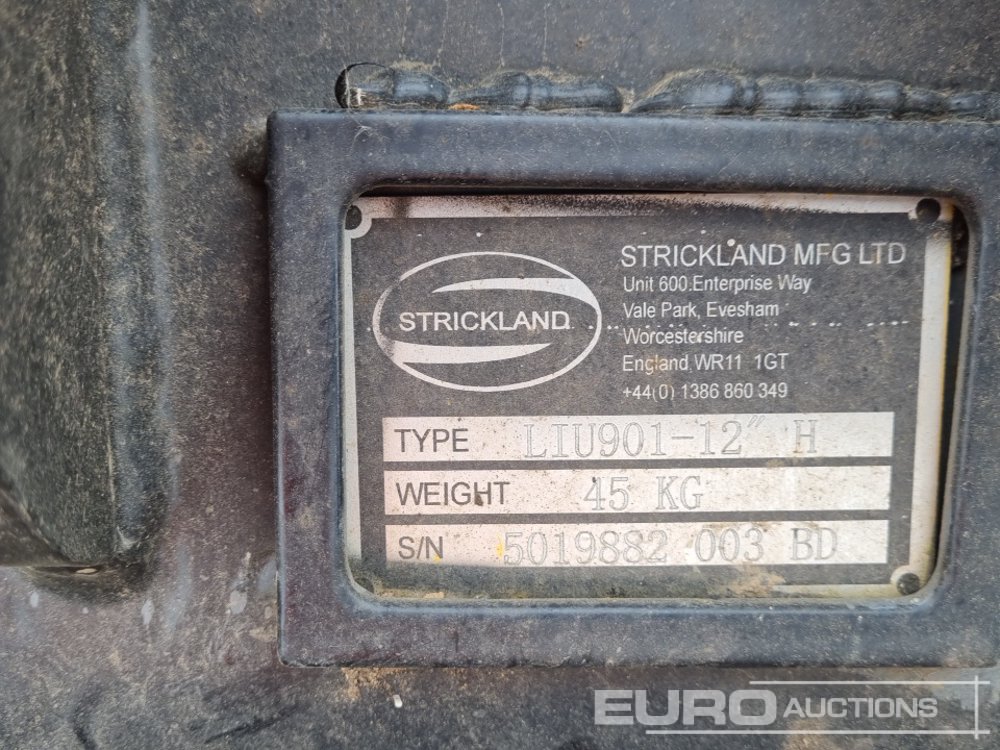 STRICKLAND
STRICKLAND MFG LTD
Unit 600.Enterprise Way
Vale Park, Evesham
Worcestershire
England, WR11 1GT
+44(0) 1386 860 349
TYPE LIU901-12" H
WEIGHT 45 KG
S/N 5019882 003 BD
EURO AUCTIONS